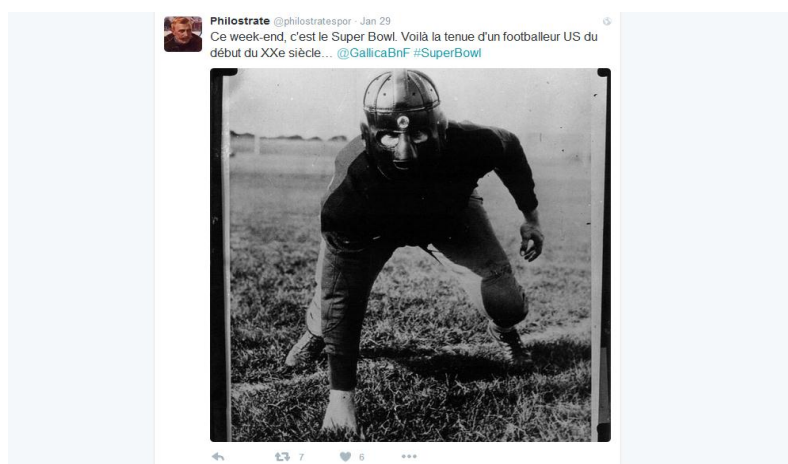 Philostrate @philostratespor · Jan 29
Ce week-end, c'est le Super Bowl. Voilà la tenue d'un footballeur US du
début du XXe siècle… @GallicaBnF #SuperBowl
7 6